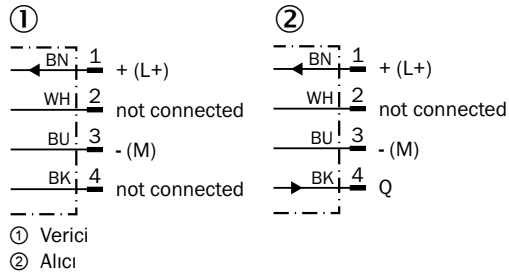 ① ②
BN 1 + (L+) BN 1 + (L+)
WH 2 not connected WH 2 not connected
BU 3 - (M) BU 3 - (M)
BK 4 not connected BK 4 Q
① Verici
② Alıcı